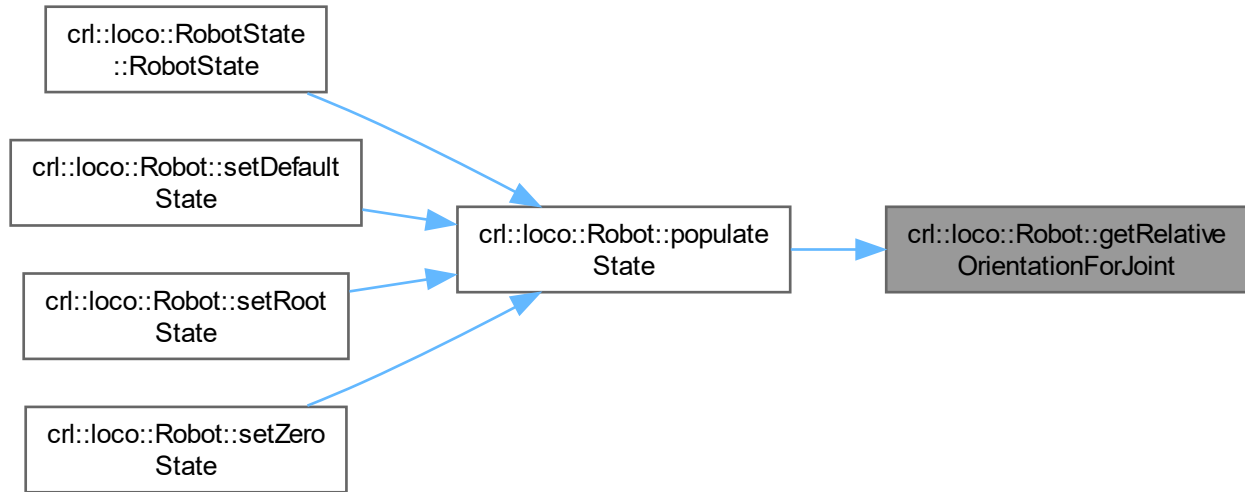 crl::loco::RobotState
::RobotState
crl::loco::Robot::setDefault
State
crl::loco::Robot::populate
State
crl::loco::Robot::getRelative
OrientationForJoint
crl::loco::Robot::setRoot
State
crl::loco::Robot::setZero
State